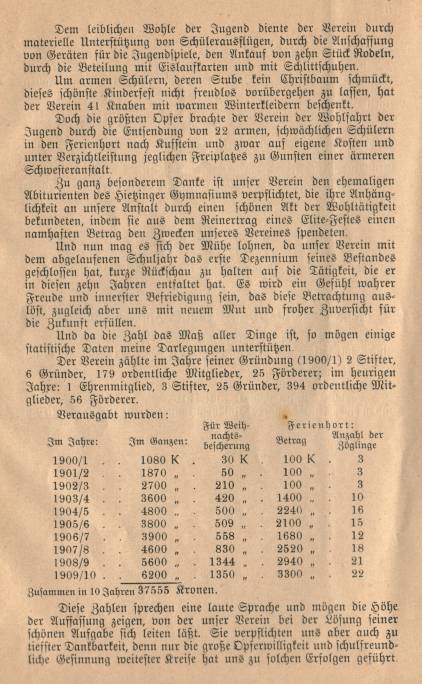 Dem leiblichen Wohle der Jugend diente der Verein durch
materielle Unterstützung von Schülerausflügen, durch die Anschaffung
von Geräten für die Jugendspiele, den Ankauf von zehn Stück Rodeln,
durch die Beteilung mit Eislaufkarten und mit Schlittschuhen.
Um armen Schülern, deren Stube kein Christbaum schmückt,
dieses schönste Kinderfest nicht freudlos vorübergehen zu lassen, hat
der Verein 41 Knaben mit warmen Winterkleidern beschenkt.
Doch die größten Opfer brachte der Verein der Wohlfahrt der
Jugend durch die Entsendung von 22 armen, schwächlichen Schülern
in den Ferienhort nach Kufstein und zwar auf eigene Kosten und
unter Verzichtleistung jeglichen Freiplatzes zu Gunsten einer ärmeren
Schwesteranstalt.
Zu ganz besonderem Danke ist unser Verein den ehemaligen
Abiturienten des Hietzinger Gymnasiums verpflichtet, die ihre Anhäng-
lichkeit an unsere Anstalt durch einen schönen Akt der Wohltätigkeit
bekundeten, indem sie aus dem Reinertrag eines Elite-Festes einen
namhaften Betrag den Zwecken unseres Vereines spendeten.
Und nun mag es sich der Mühe lohnen, da unser Verein mit
dem abgelaufenen Schuljahr das erste Dezennium seines Bestandes
geschlossen hat, kurze Rückschau zu halten auf die Tätigkeit, die er
in diesen zehn Jahren entfaltet hat. Es wird ein Gefühl wahrer
Freude und innerster Befriedigung sein, das diese Betrachtung aus-
löst, zugleich aber uns mit neuem Mut und froher Zuversicht für
die Zukunft erfüllen.
Und da die Zahl das Maß aller Dinge ist, so mögen einige
statistische Daten meine Darlegungen unterstützen.
Der Verein zählte im Jahre seiner Gründung (1900/1) 2 Stifter,
6 Gründer, 179 ordentliche Mitglieder, 25 Förderer; im heurigen
Jahre: 1 Ehrenmitglied, 3 Stifter, 25 Gründer, 394 ordentliche Mit-
glieder, 56 Förderer.
Verausgabt wurden:
Im Jahre: Im Ganzen: Für Weih-nachts-bescherung Ferienhort: Betrag Anzahl der Zöglinge
1900/1 . . 1080 K . 30 K . 100 K . 3
1901/2 . . 1870 „ . 50 „ . 100 „ . 3
1902/3 . . 2700 „ . 210 „ . 100 „ . 3
1903/4 . . 3600 „ . 420 „ . 1400 „ . 10
1904/5 . . 4800 „ . 500 „ . 2240 „ . 16
1905/6 . . 3800 „ . 509 „ . 2100 „ . 15
1906/7 . . 3900 „ . 558 „ . 1680 „ . 12
1907/8 . . 4600 „ . 830 „ . 2520 „ . 18
1908/9 . . 5600 „ . 1344 „ . 2940 „ . 21
1909/10 . . 6200 „ . 1350 „ . 3300 „ . 22
Zusammen in 10 Jahren 37555 Kronen.
Diese Zahlen sprechen eine laute Sprache und mögen die Höhe
der Auffassung zeigen, von der unser Verein bei der Lösung seiner
schönen Aufgabe sich leiten läßt. Sie verpflichten uns aber auch zu
tiefster Dankbarkeit, denn nur die große Opferwilligkeit und schulfreund-
liche Gesinnung weitester Kreise hat uns zu solchen Erfolgen geführt.